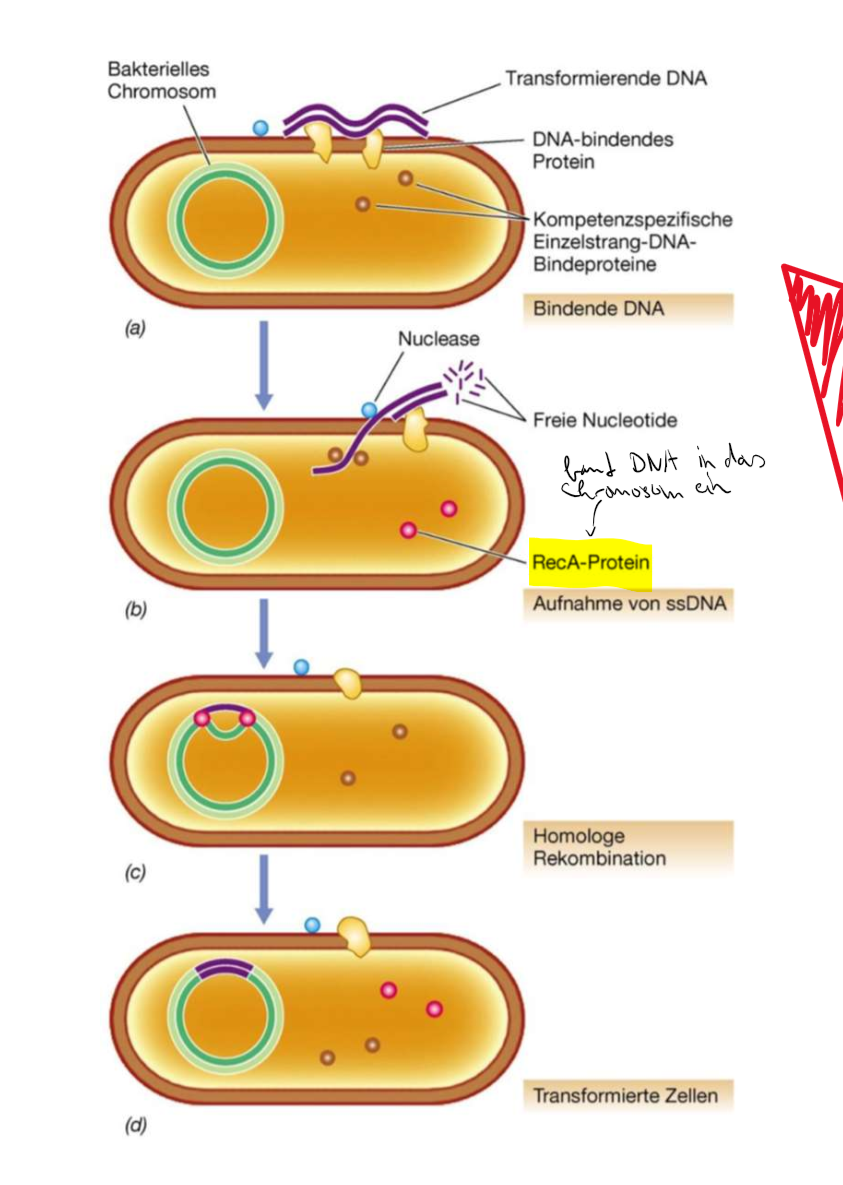 Bakterielles
Chromosom
Transformierende DNA
DNA-bindendes
Protein
Kompetenzspezifische
Einzelstrang-DNA-
Bindeproteine
Bindende DNA
(a)
Nuclease
Freie Nucleotide
baut DNA in das
Chromosom ein
RecA-Protein
Aufnahme von ssDNA
(b)
Homologe
Rekombination
(c)
Transformierte Zellen
(d)